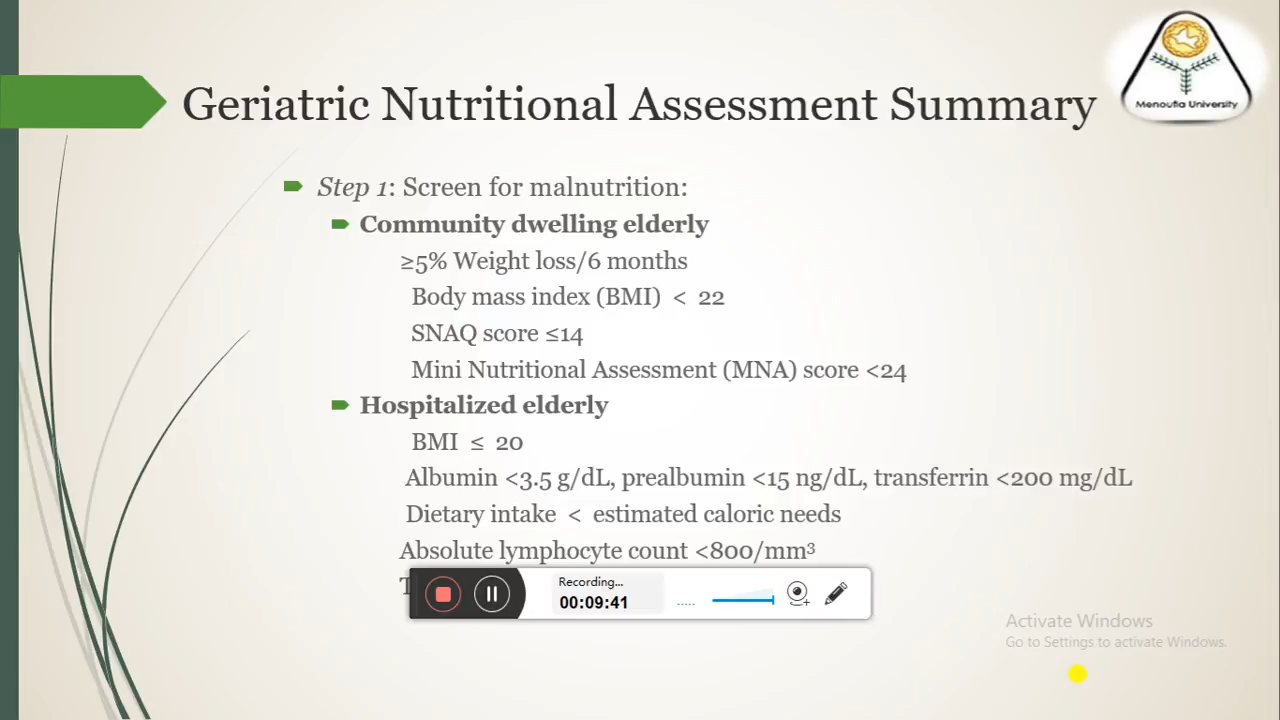 Menoufia University
Geriatric Nutritional Assessment Summary
Step 1: Screen for malnutrition:
Community dwelling elderly
≥5% Weight loss/6 months
Body mass index (BMI) < 22
SNAQ score ≤14
Mini Nutritional Assessment (MNA) score <24
Hospitalized elderly
BMI ≤ 20
Albumin <3.5 g/dL, prealbumin <15 ng/dL, transferrin <200 mg/dL
Dietary intake < estimated caloric needs
Absolute lymphocyte count <800/mm³
Recording...
00:09:41
Activate Windows
Go to Settings to activate Windows.